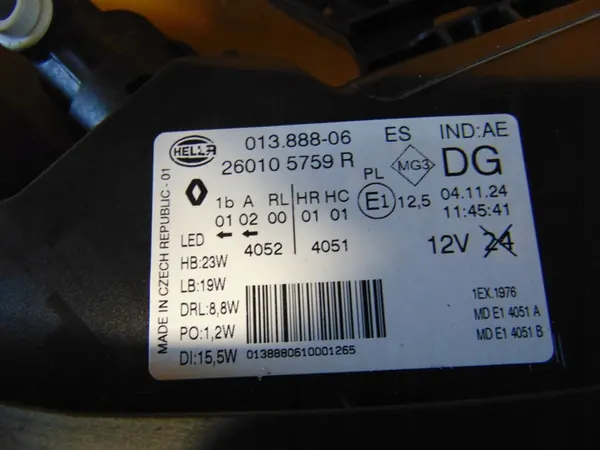 HELLA 013.888-06 ES IND:AE
26010 5759 R PL MG3 DG
MADE IN CZECH REPUBLIC - 01
1b A RL HR HC E1 12,5 04.11.24
01 02 00 01 01 11:45:41
LED ← ← 4052 4051 12V 24
HB:23W
LB:19W 1EX.1976
DRL:8,8W MD E1 4051 A
PO:1,2W MD E1 4051 B
DI:15,5W 0138880610001265